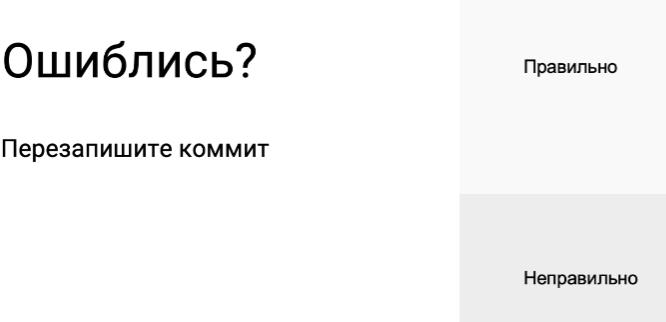 Ошиблись?
Перезапишите коммит
Правильно
Неправильно